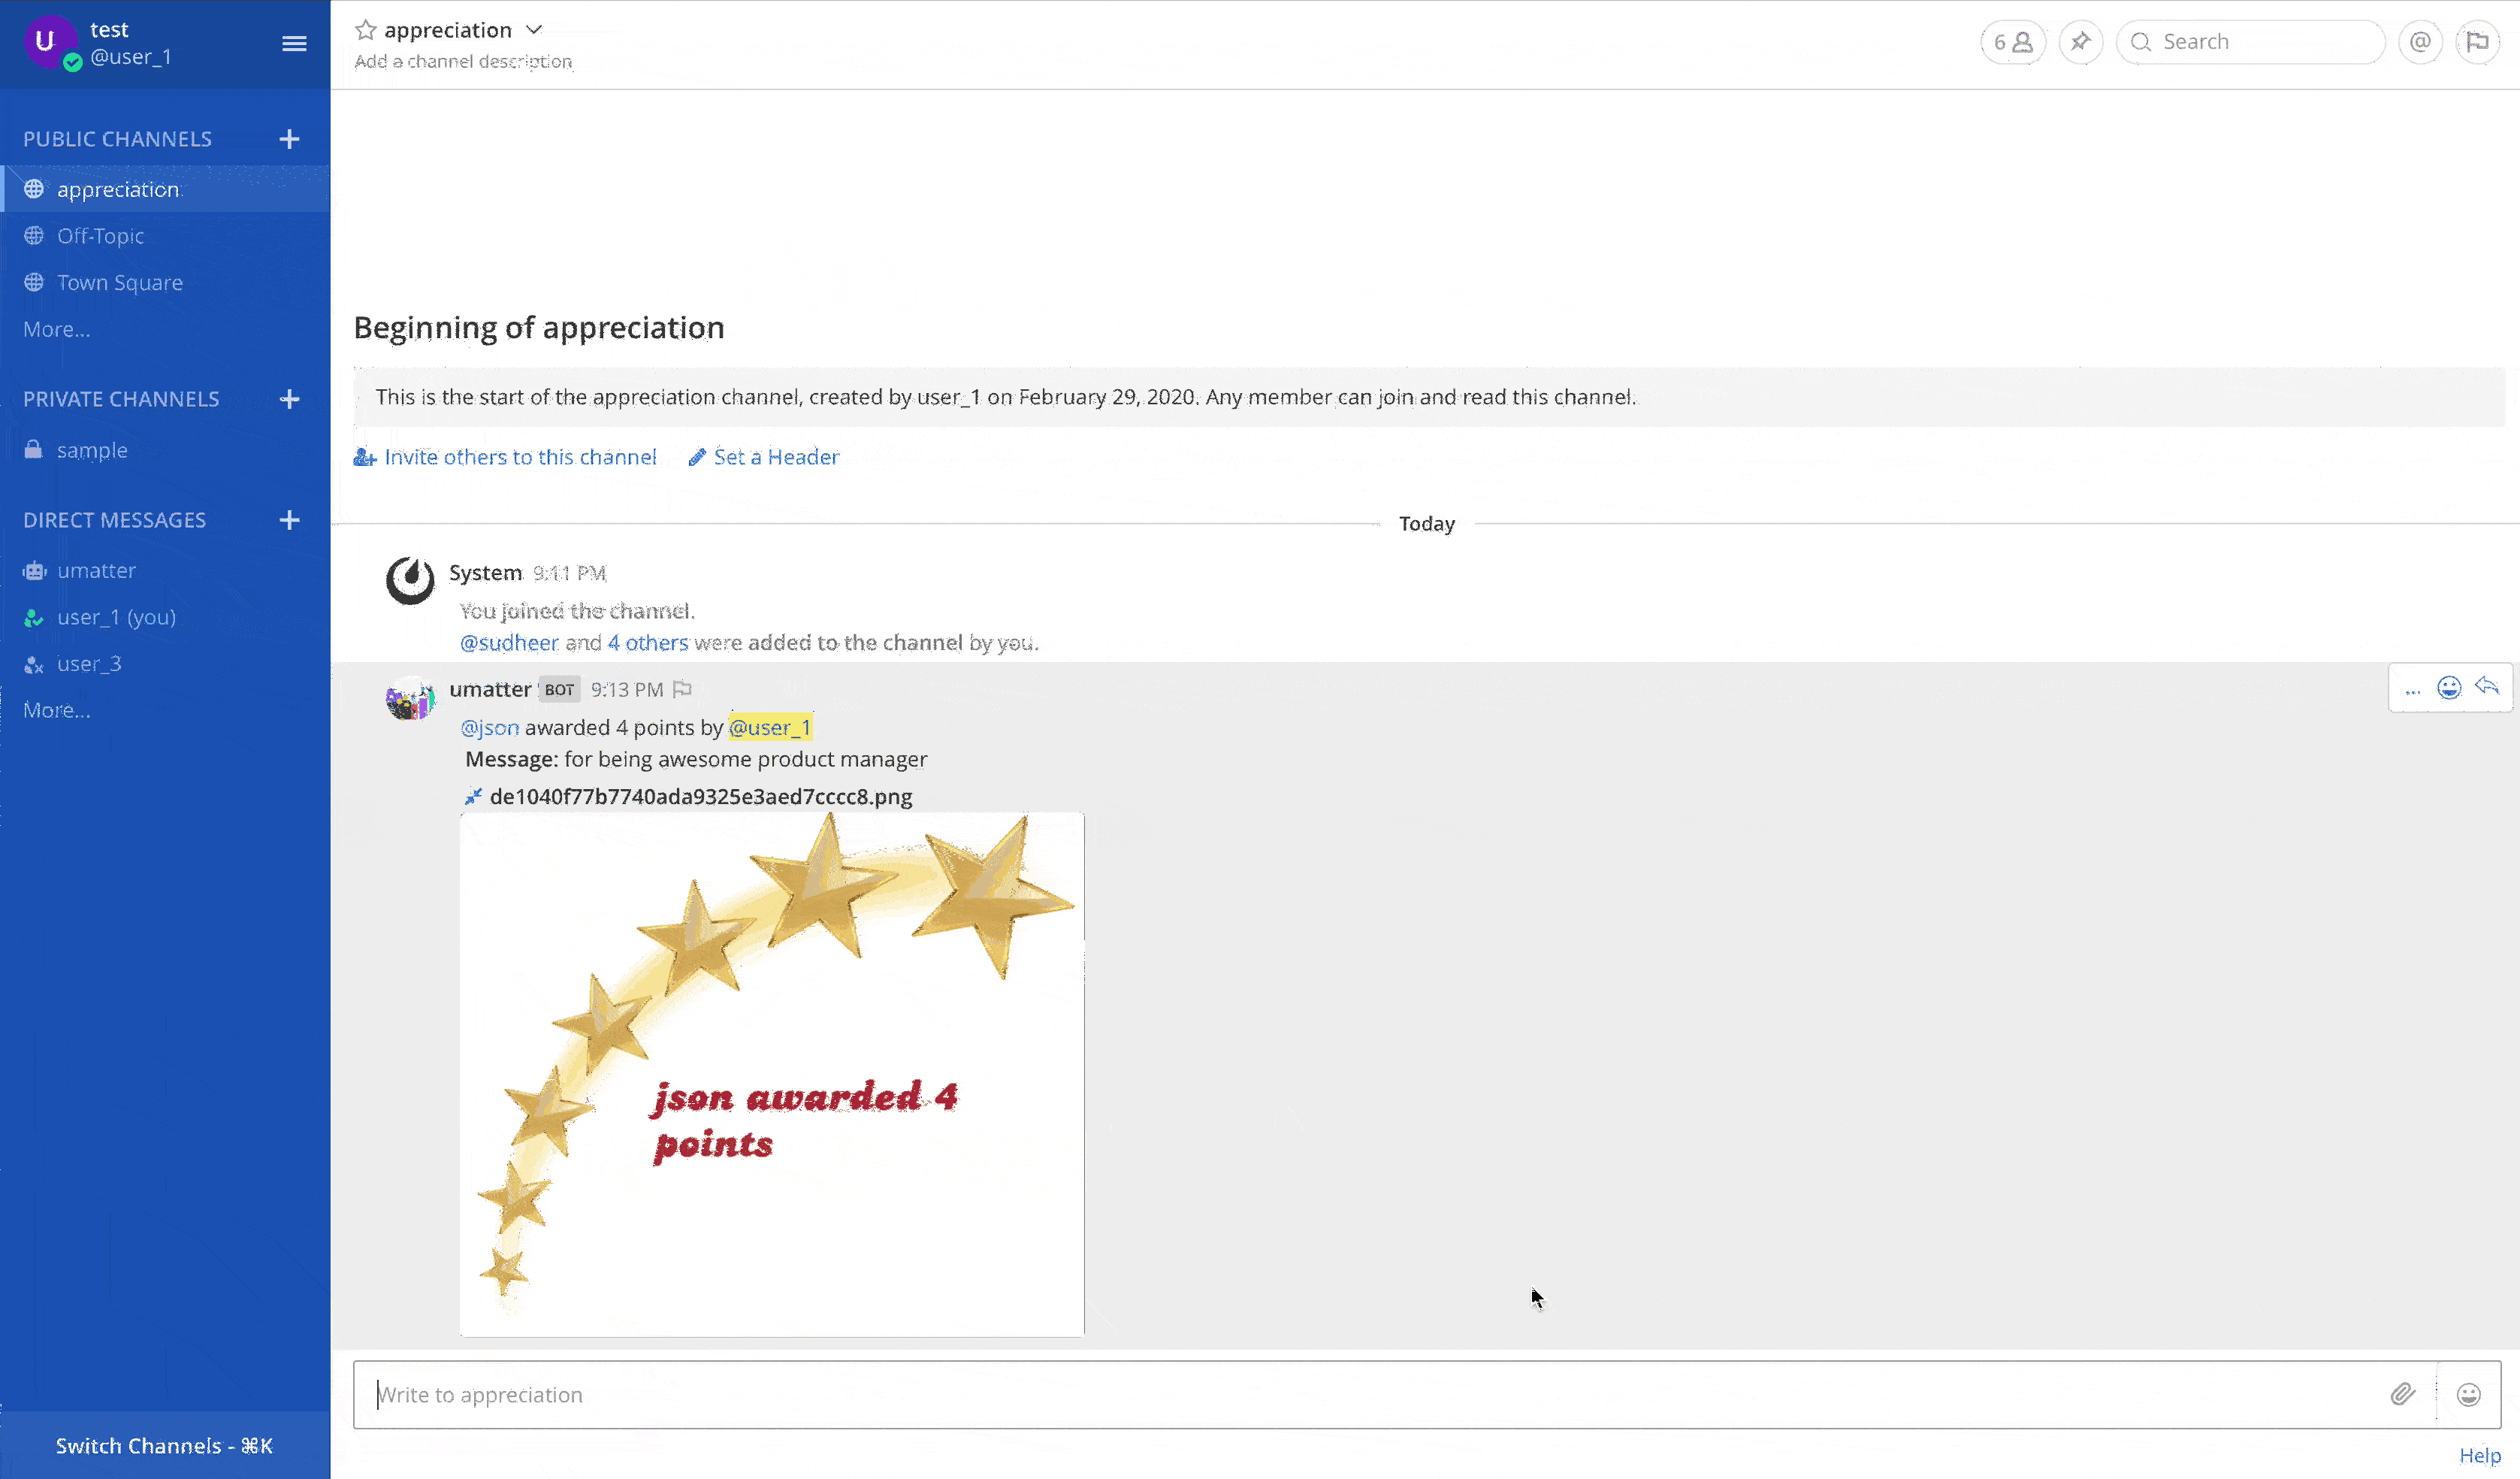 U
test
@user_1
PUBLIC CHANNELS
appreciation
Off-Topic
Town Square
More...
PRIVATE CHANNELS
sample
DIRECT MESSAGES
umatter
user_1 (you)
user_3
More...
Switch Channels - ⌘K
appreciation
Add a channel description
6
Search
@
Beginning of appreciation
This is the start of the appreciation channel, created by user_1 on February 29, 2020. Any member can join and read this channel.
Invite others to this channel
Set a Header
Today
System 9:11 PM
You joined the channel.
@sudheer and 4 others were added to the channel by you.
umatter BOT 9:13 PM
...
@json awarded 4 points by @user_1
Message: for being awesome product manager
de1040f77b7740ada9325e3aed7cccc8.png
json awarded 4
points
Write to appreciation
Help